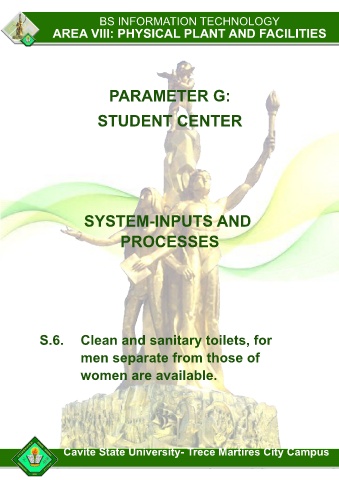 BS INFORMATION TECHNOLOGY
AREA VIII: PHYSICAL PLANT AND FACILITIES
PARAMETER G:
STUDENT CENTER
SYSTEM-INPUTS AND
PROCESSES
S.6. Clean and sanitary toilets, for
men separate from those of
women are available.
Cavite State University- Trece Martires City Campus